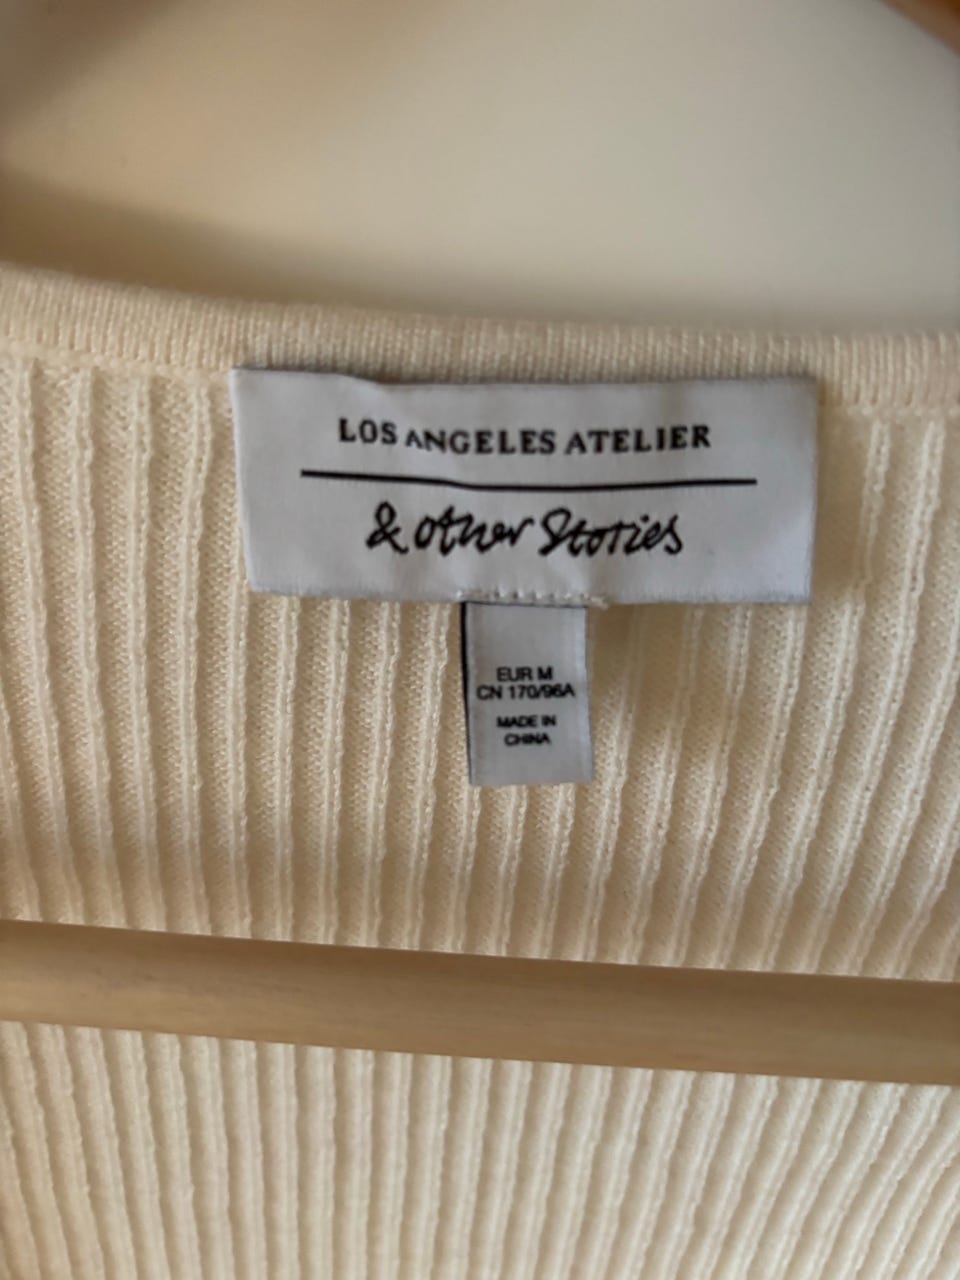 LOS ANGELES ATELIER
& other Stories
EUR M
CN 170/96A
MADE IN
CHINA